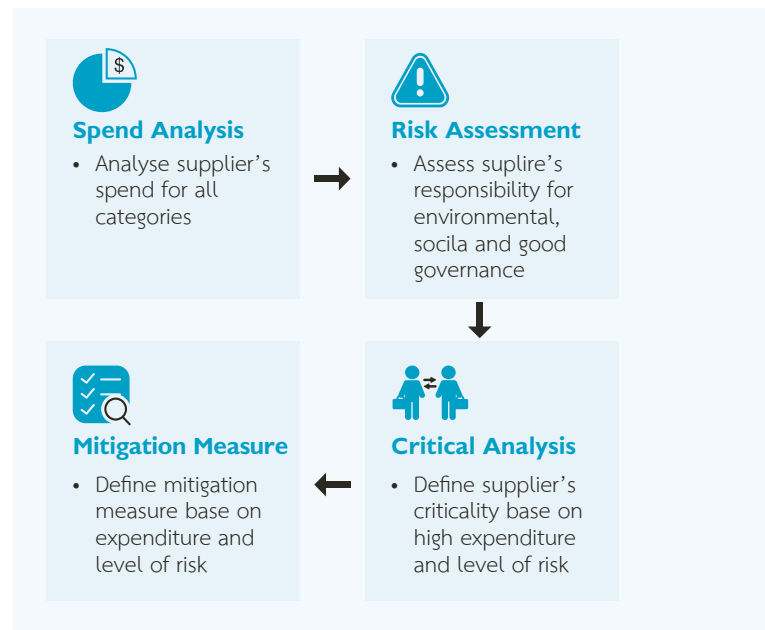 $
Spend Analysis
• Analyse supplier’s
spend for all
categories
Risk Assessment
• Assess suplire’s
responsibility for
environmental,
socila and good
governance
Critical Analysis
• Define supplier’s
criticality base on
high expenditure
and level of risk
Mitigation Measure
• Define mitigation
measure base on
expenditure and
level of risk